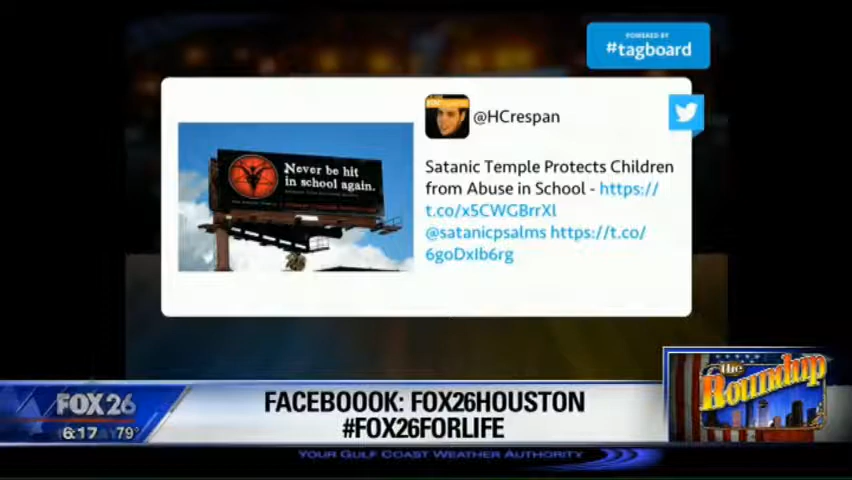 POWERED BY
#tagboard
@HCrespan
Never be hit
in school again.
Satanic Temple Protects Children
from Abuse in School - https://
t.co/x5CWGBrrXl
@satanicpsalms https://t.co/
6goDxIb6rg
the
Roundup
FOX 26
6:17 79°
FACEBOOOK: FOX26HOUSTON
#FOX26FORLIFE
YOUR GULF COAST WEATHER AUTHORITY